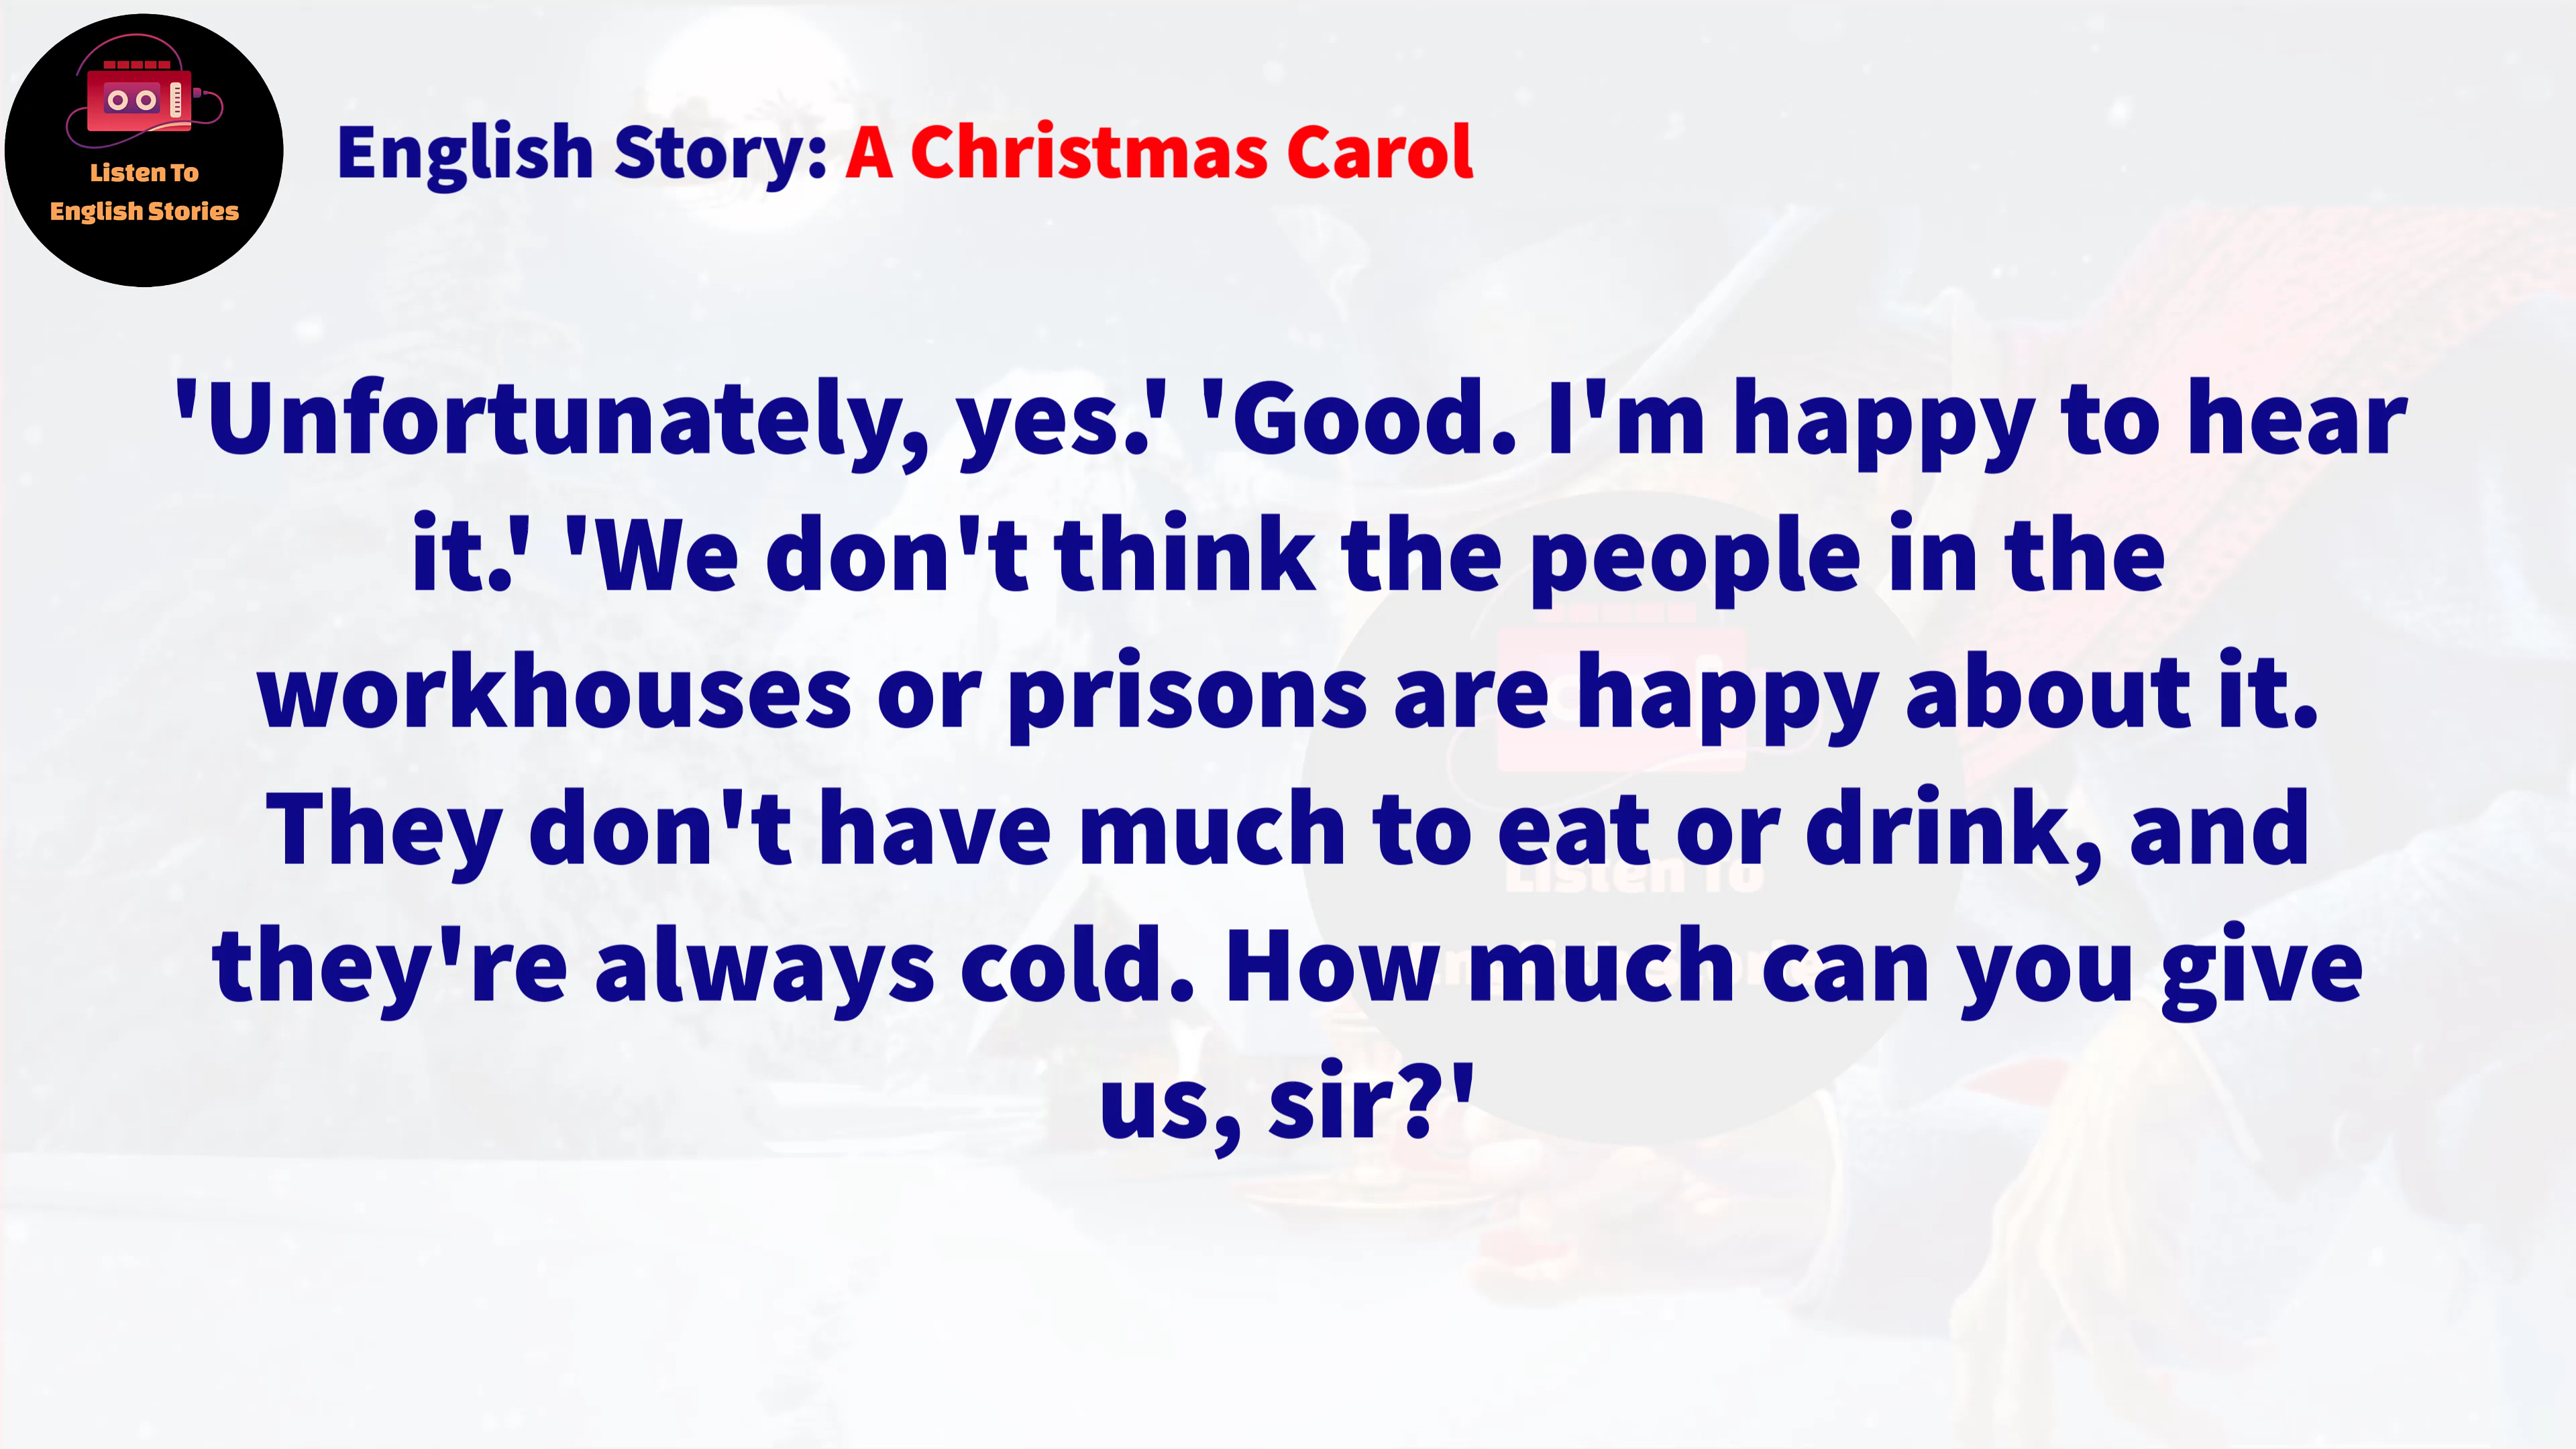 Listen To
English Stories
English Story: A Christmas Carol
'Unfortunately, yes.' 'Good. I'm happy to hear
it.' 'We don't think the people in the
workhouses or prisons are happy about it.
They don't have much to eat or drink, and
they're always cold. How much can you give
us, sir?'
Listen To